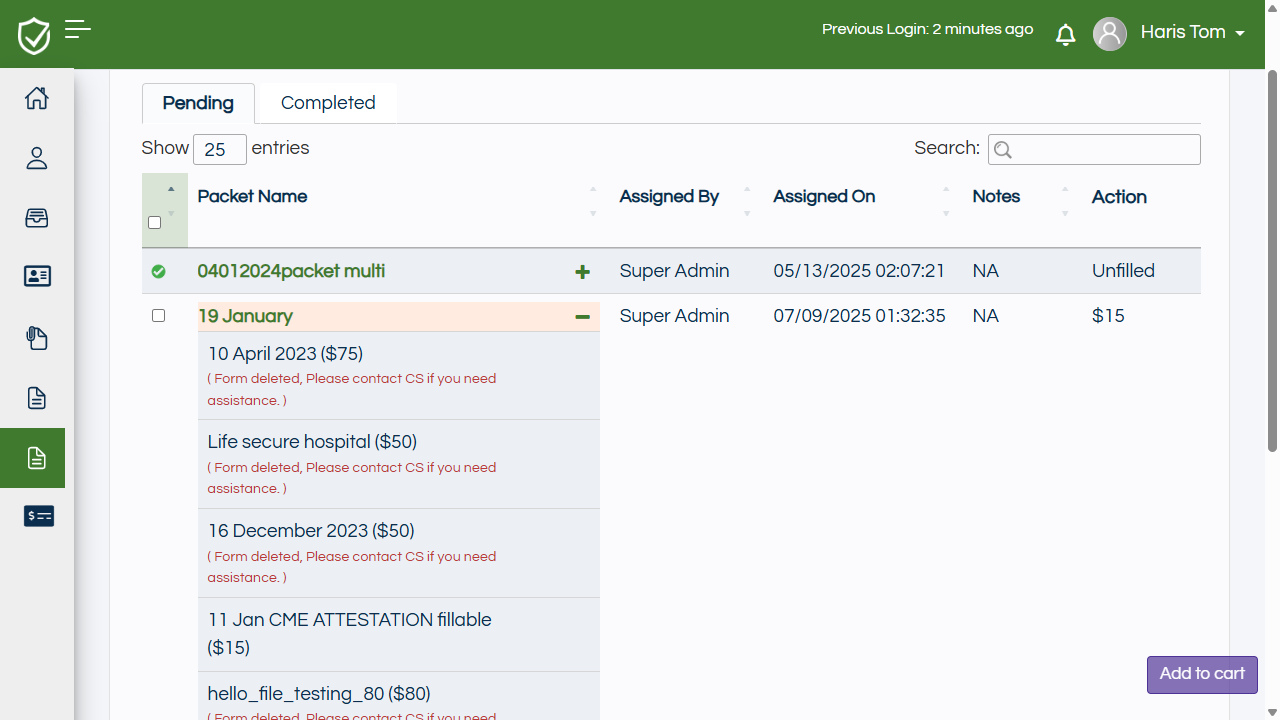 Previous Login: 2 minutes ago
Haris Tom
Pending
Completed
Show 25 entries
Search:
Packet Name
Assigned By
Assigned On
Notes
Action
04012024packet multi
Super Admin
05/13/2025 02:07:21
NA
Unfilled
19 January
Super Admin
07/09/2025 01:32:35
NA
$15
10 April 2023 ($75)
( Form deleted, Please contact CS if you need
assistance. )
Life secure hospital ($50)
( Form deleted, Please contact CS if you need
assistance. )
16 December 2023 ($50)
( Form deleted, Please contact CS if you need
assistance. )
11 Jan CME ATTESTATION fillable
($15)
hello_file_testing_80 ($80)
( Form deleted, Please contact CS if you need
Add to cart